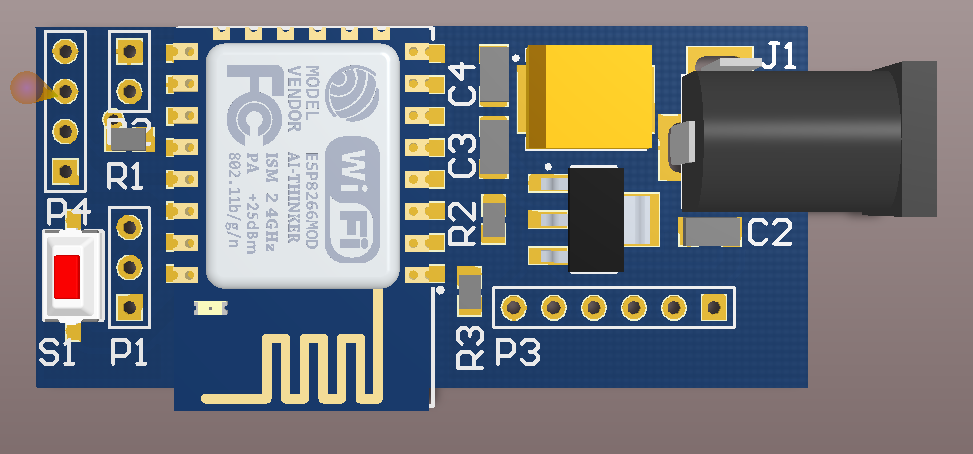 C4
J1
FCC
MODEL
VENDOR
ESP8266MOD
AI-THINKER
ISM 2.4GHz
PA +25dBm
802.11b/g/n
WiFi
C3
R1
P4
R2
C2
S1
P1
R3
P3